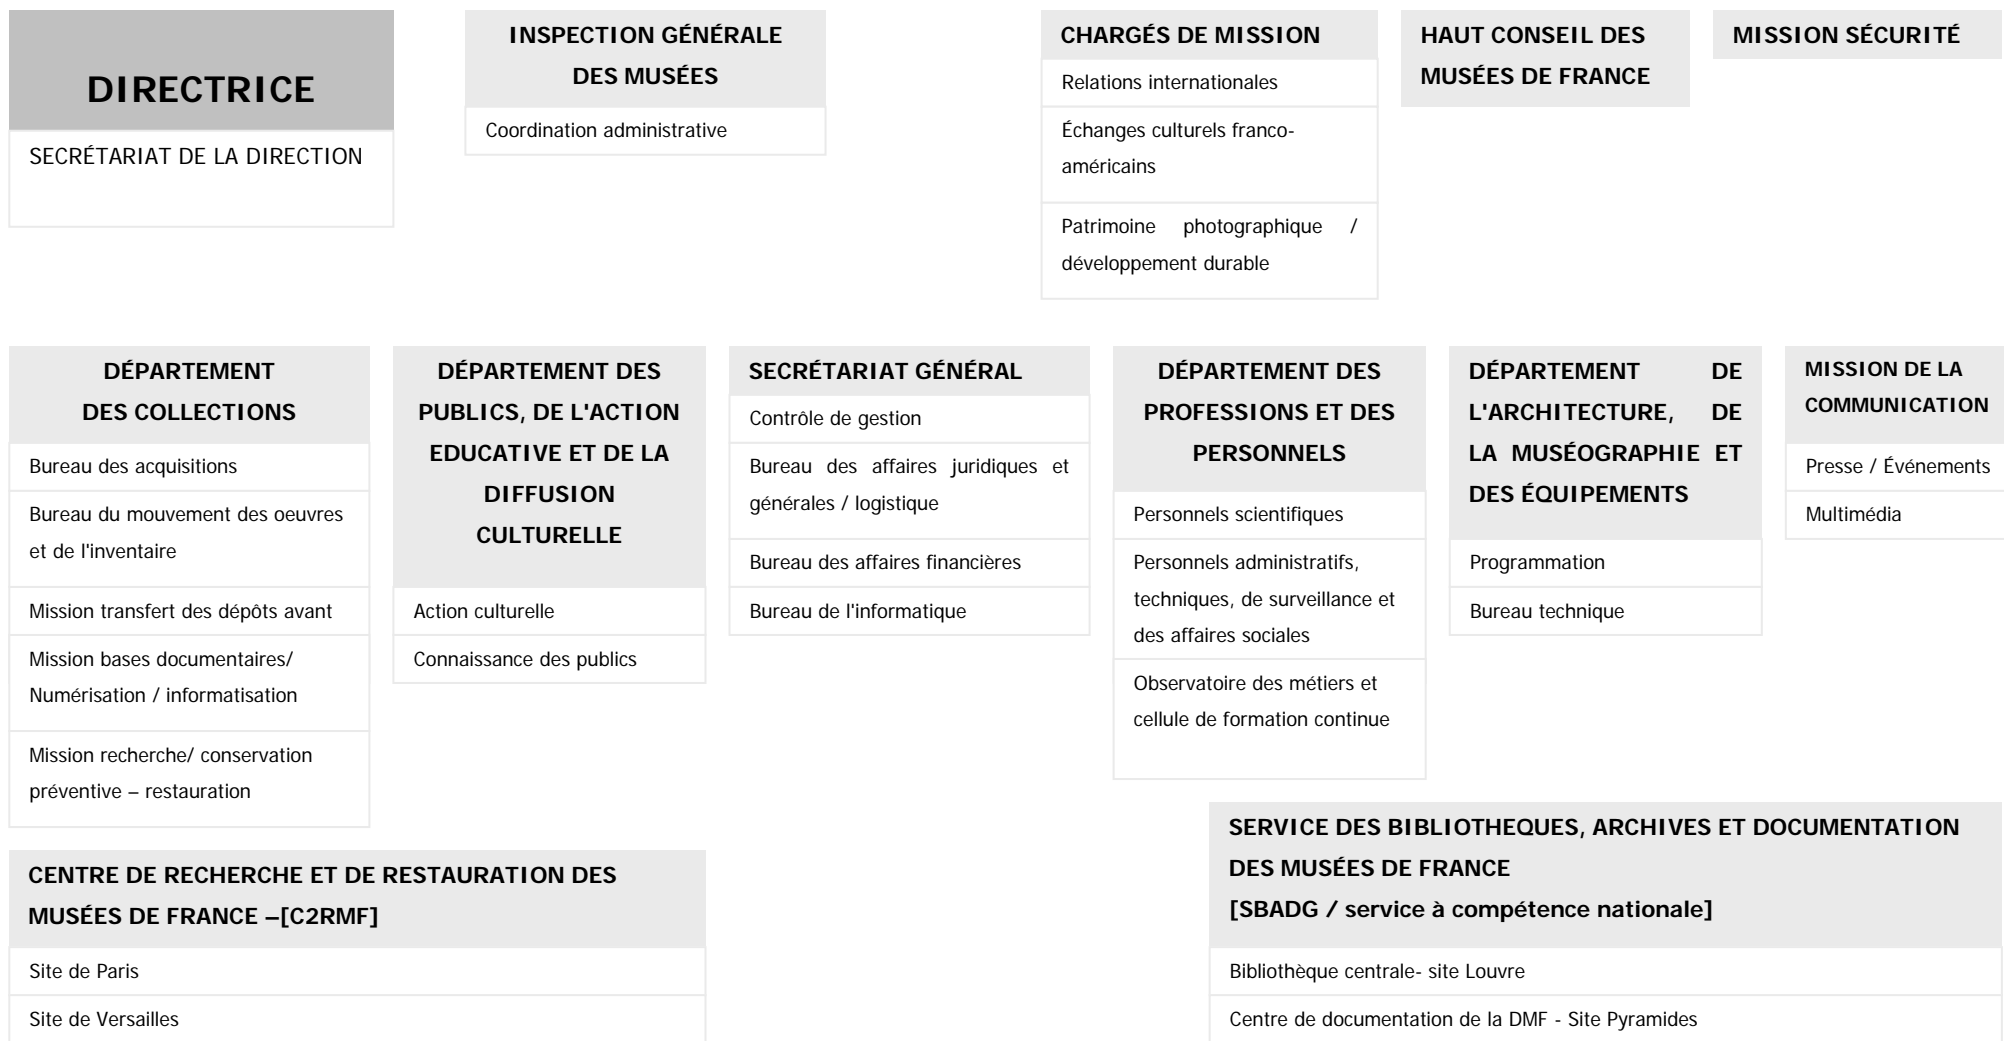 DIRECTRICE
SECRÉTARIAT DE LA DIRECTION
INSPECTION GÉNÉRALE
DES MUSÉES
Coordination administrative
CHARGÉS DE MISSION
Relations internationales
Échanges culturels franco-
américains
Patrimoine photographique /
développement durable
HAUT CONSEIL DES
MUSÉES DE FRANCE
MISSION SÉCURITÉ
DÉPARTEMENT
DES COLLECTIONS
Bureau des acquisitions
Bureau du mouvement des oeuvres
et de l'inventaire
Mission transfert des dépôts avant
Mission bases documentaires/
Numérisation / informatisation
Mission recherche/ conservation
préventive – restauration
DÉPARTEMENT DES
PUBLICS, DE L'ACTION
EDUCATIVE ET DE LA
DIFFUSION
CULTURELLE
Action culturelle
Connaissance des publics
SECRÉTARIAT GÉNÉRAL
Contrôle de gestion
Bureau des affaires juridiques et
générales / logistique
Bureau des affaires financières
Bureau de l'informatique
DÉPARTEMENT DES
PROFESSIONS ET DES
PERSONNELS
Personnels scientifiques
Personnels administratifs,
techniques, de surveillance et
des affaires sociales
Observatoire des métiers et
cellule de formation continue
DÉPARTEMENT DE
L'ARCHITECTURE, DE
LA MUSÉOGRAPHIE ET
DES ÉQUIPEMENTS
Programmation
Bureau technique
MISSION DE LA
COMMUNICATION
Presse / Événements
Multimédia
CENTRE DE RECHERCHE ET DE RESTAURATION DES
MUSÉES DE FRANCE –[C2RMF]
Site de Paris
Site de Versailles
SERVICE DES BIBLIOTHEQUES, ARCHIVES ET DOCUMENTATION
DES MUSÉES DE FRANCE
[SBADG / service à compétence nationale]
Bibliothèque centrale- site Louvre
Centre de documentation de la DMF - Site Pyramides